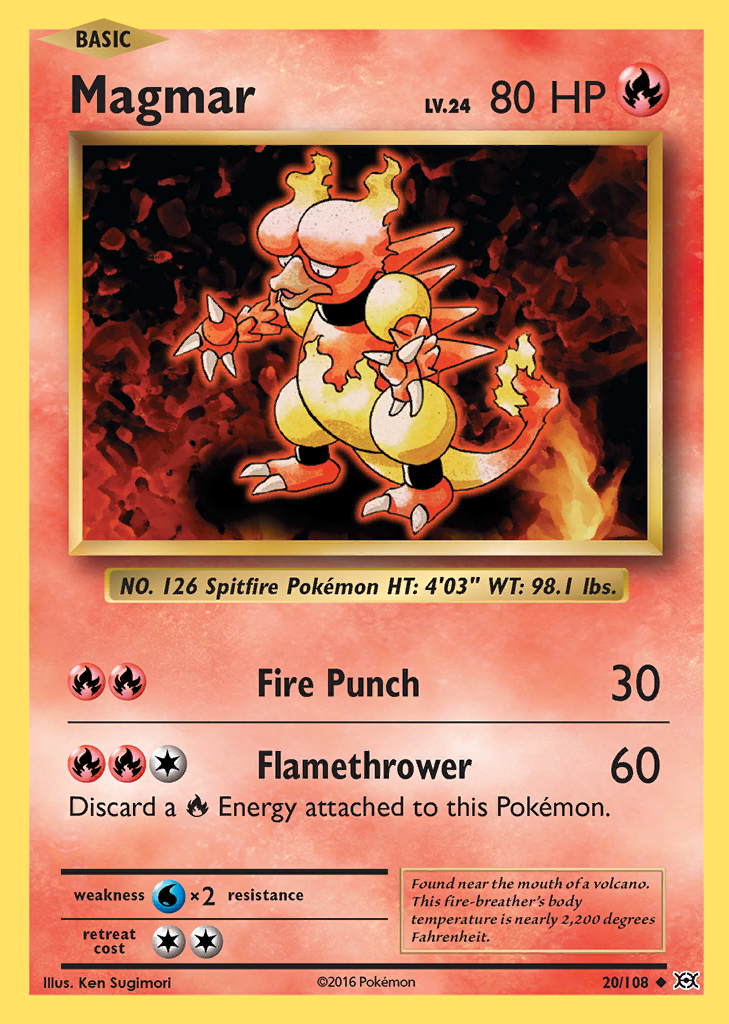 BASIC
Magmar LV.24 80 HP
NO. 126 Spitfire Pokémon HT: 4'03" WT: 98.1 lbs.
Fire Punch 30
Flamethrower 60
Discard a Energy attached to this Pokémon.
weakness ×2 resistance
retreat
cost
Found near the mouth of a volcano.
This fire-breather's body
temperature is nearly 2,200 degrees
Fahrenheit.
Illus. Ken Sugimori ©2016 Pokémon 20/108